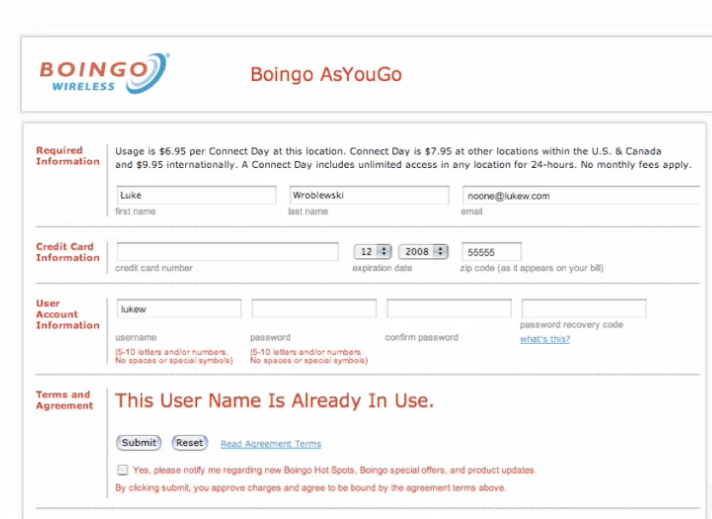 BOINGO
WIRELESS
Boingo AsYouGo
Required
Information
Usage is $6.95 per Connect Day at this location. Connect Day is $7.95 at other locations within the U.S. & Canada
and $9.95 internationally. A Connect Day includes unlimited access in any location for 24-hours. No monthly fees apply.
Luke Wroblewski noone@lukew.com
first name last name email
Credit Card
Information
12 2008 55555
credit card number expiration date zip code (as it appears on your bill)
User
Account
Information
lukew
username password confirm password password recovery code
what's this?
(5-10 letters and/or numbers. (5-10 letters and/or numbers.
No spaces or special symbols) No spaces or special symbols)
Terms and
Agreement
This User Name Is Already In Use.
Submit Reset Read Agreement Terms
Yes, please notify me regarding new Boingo Hot Spots, Boingo special offers, and product updates.
By clicking submit, you approve charges and agree to be bound by the agreement terms above.